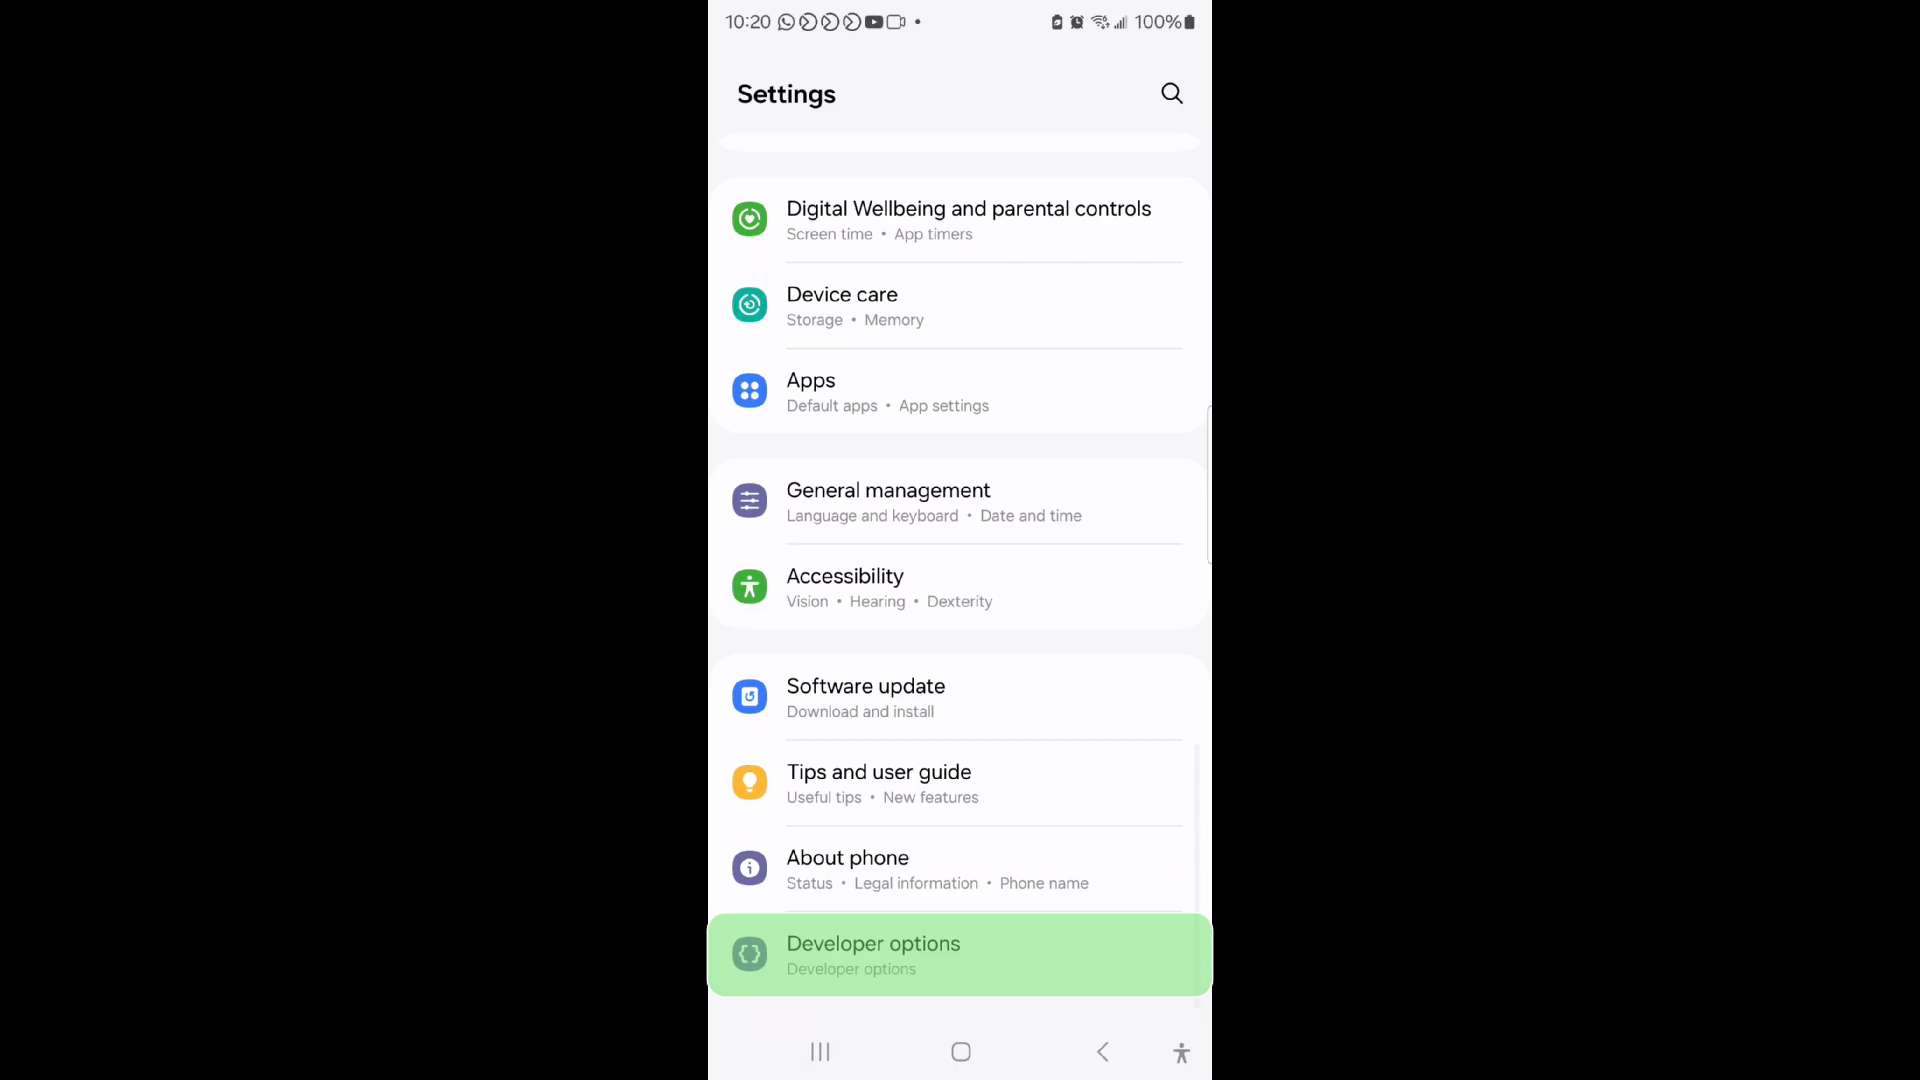 10:20 100%
Settings
Digital Wellbeing and parental controls
Screen time • App timers
Device care
Storage • Memory
Apps
Default apps • App settings
General management
Language and keyboard • Date and time
Accessibility
Vision • Hearing • Dexterity
Software update
Download and install
Tips and user guide
Useful tips • New features
About phone
Status • Legal information • Phone name
Developer options
Developer options